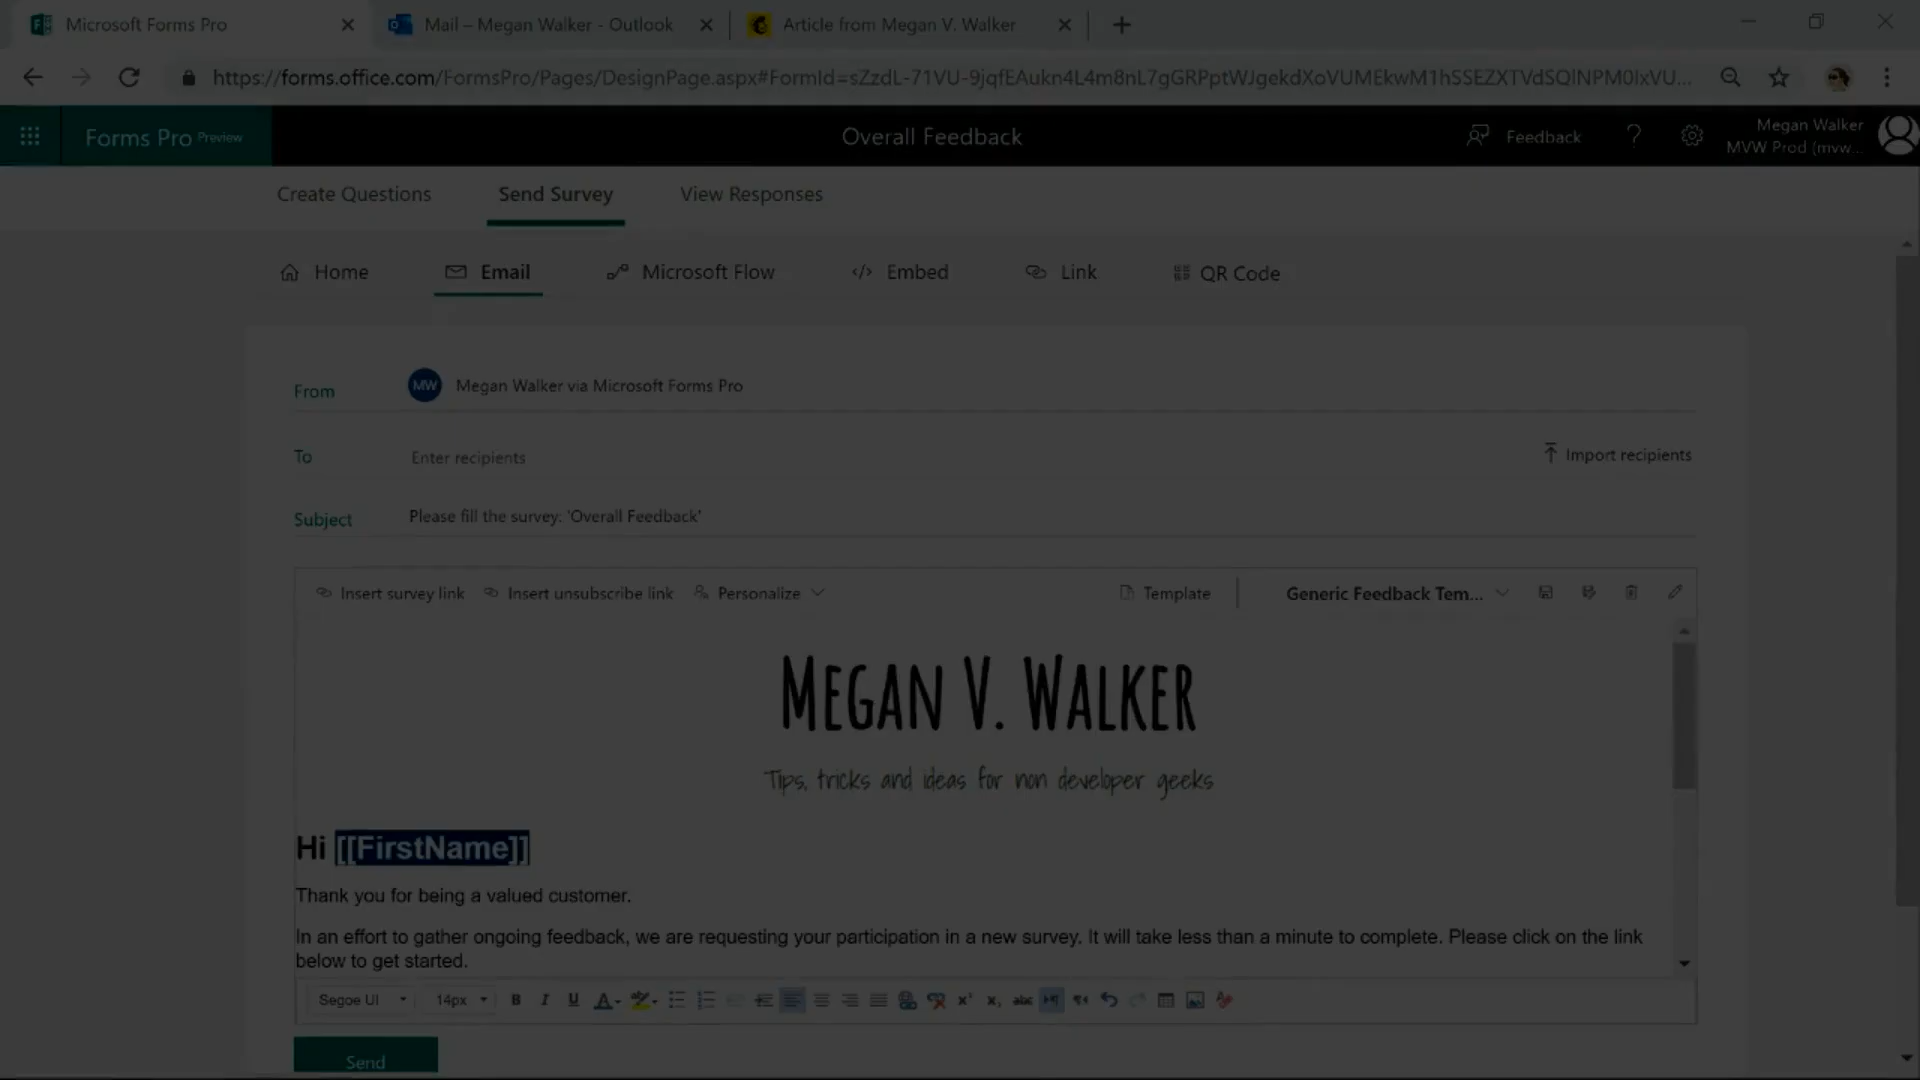 Microsoft Forms Pro
Mail – Megan Walker - Outlook
Article from Megan V. Walker
https://forms.office.com/FormsPro/Pages/DesignPage.aspx#FormId=sZzdL-71VU-9jqfEAukn4L4m8nL7gGRPptWJgekdXoVUMEkwM1hSSEZXTVdSQlNPM0lxVU...
Forms Pro Preview
Overall Feedback
Feedback
?
Megan Walker
MVW Prod (mvw...
Create Questions
Send Survey
View Responses
Home
Email
Microsoft Flow
Embed
Link
QR Code
From
MW
Megan Walker via Microsoft Forms Pro
To
Enter recipients
Import recipients
Subject
Please fill the survey: 'Overall Feedback'
Insert survey link
Insert unsubscribe link
Personalize
Template
Generic Feedback Tem...
MEGAN V. WALKER
Tips, tricks and ideas for non developer geeks
Hi [[FirstName]]
Thank you for being a valued customer.
In an effort to gather ongoing feedback, we are requesting your participation in a new survey. It will take less than a minute to complete. Please click on the link
below to get started.
Segoe UI
14px
B I U A
abc
Send